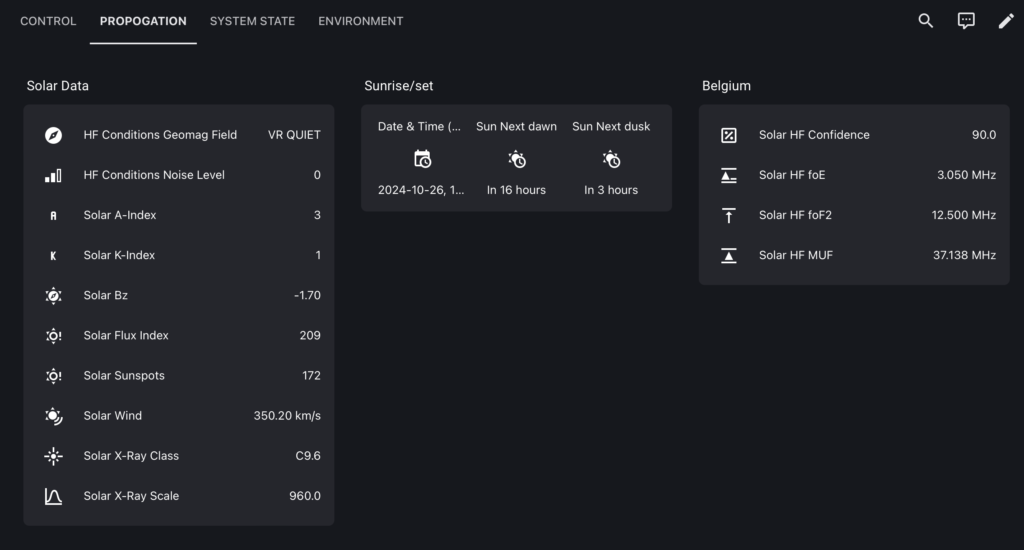 CONTROL PROPOGATION SYSTEM STATE ENVIRONMENT
Solar Data
HF Conditions Geomag Field VR QUIET
HF Conditions Noise Level 0
A Solar A-Index 3
K Solar K-Index 1
Solar Bz -1.70
Solar Flux Index 209
Solar Sunspots 172
Solar Wind 350.20 km/s
Solar X-Ray Class C9.6
Solar X-Ray Scale 960.0
Sunrise/set
Date & Time (... Sun Next dawn Sun Next dusk
2024-10-26, 1... In 16 hours In 3 hours
Belgium
Solar HF Confidence 90.0
Solar HF foE 3.050 MHz
Solar HF foF2 12.500 MHz
Solar HF MUF 37.138 MHz